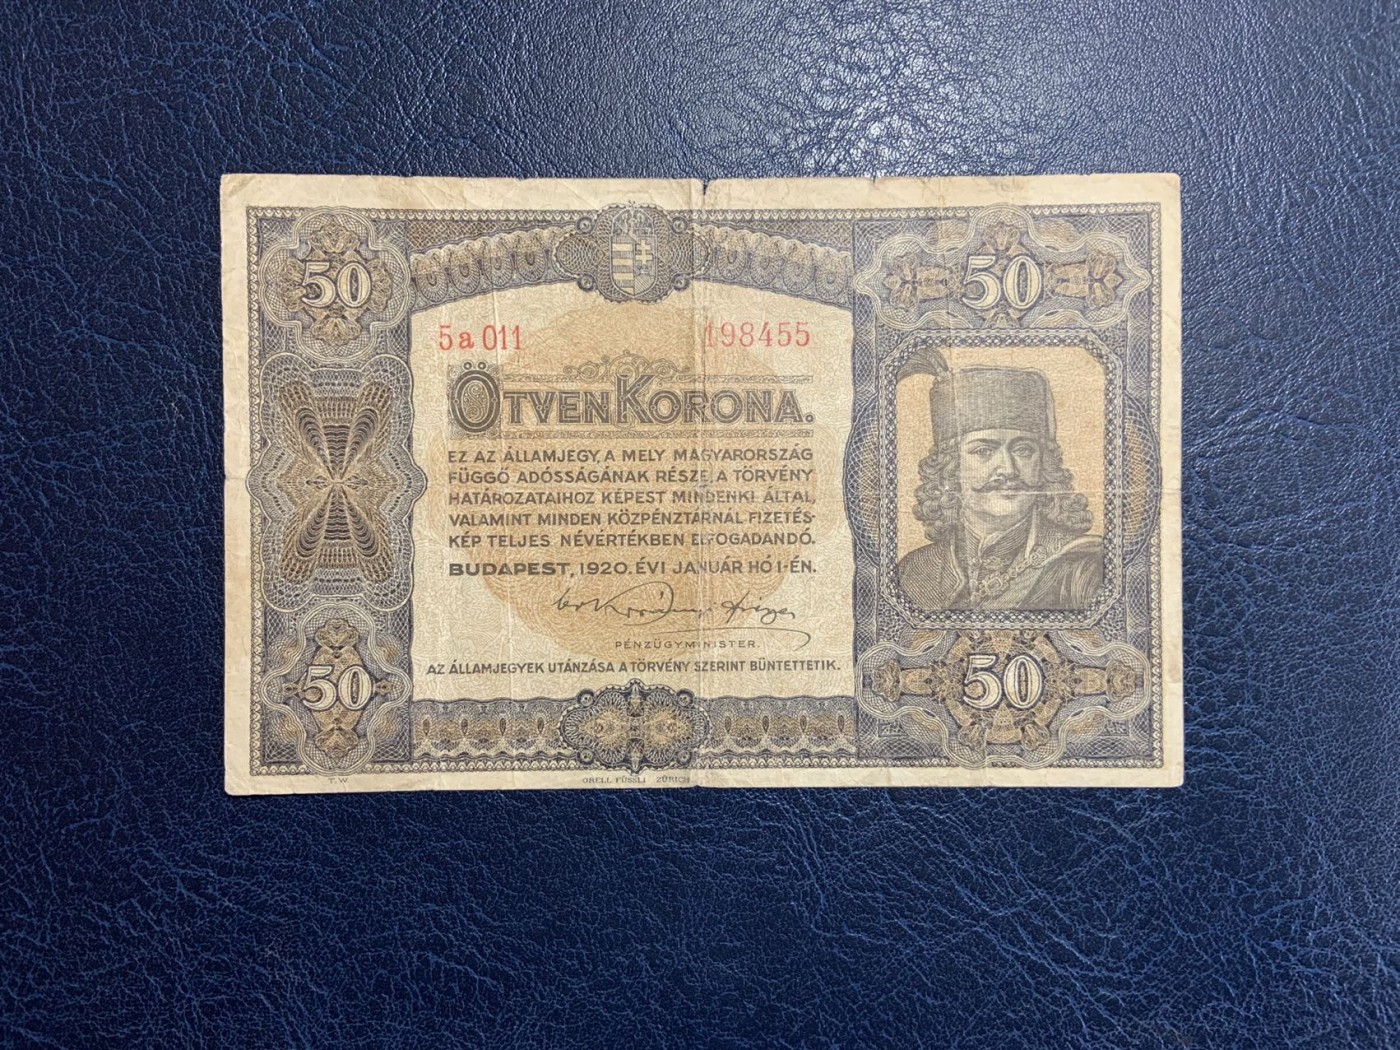 50 50
5a 011 198455
ÖTVEN KORONA.
EZ AZ ÁLLAMJEGY, A MELY MAGYARORSZÁG
FÜGGŐ ADÓSSÁGÁNAK RÉSZE, A TÖRVÉNY
HATÁROZATAIHOZ KÉPEST MINDENKI ÁLTAL,
VALAMINT MINDEN KÖZPÉNZTÁRNÁL FIZETÉS-
KÉP TELJES NÉVÉRTÉKBEN ELFOGADANDÓ.
BUDAPEST, 1920. ÉVI JANUÁR HÓ 1-ÉN.
PÉNZÜGYMINISTER.
AZ ÁLLAMJEGYEK UTÁNZÁSA A TÖRVÉNY SZERINT BÜNTETTETIK.
50 50
T.W ORELL FÜSSLI ZÜRICH